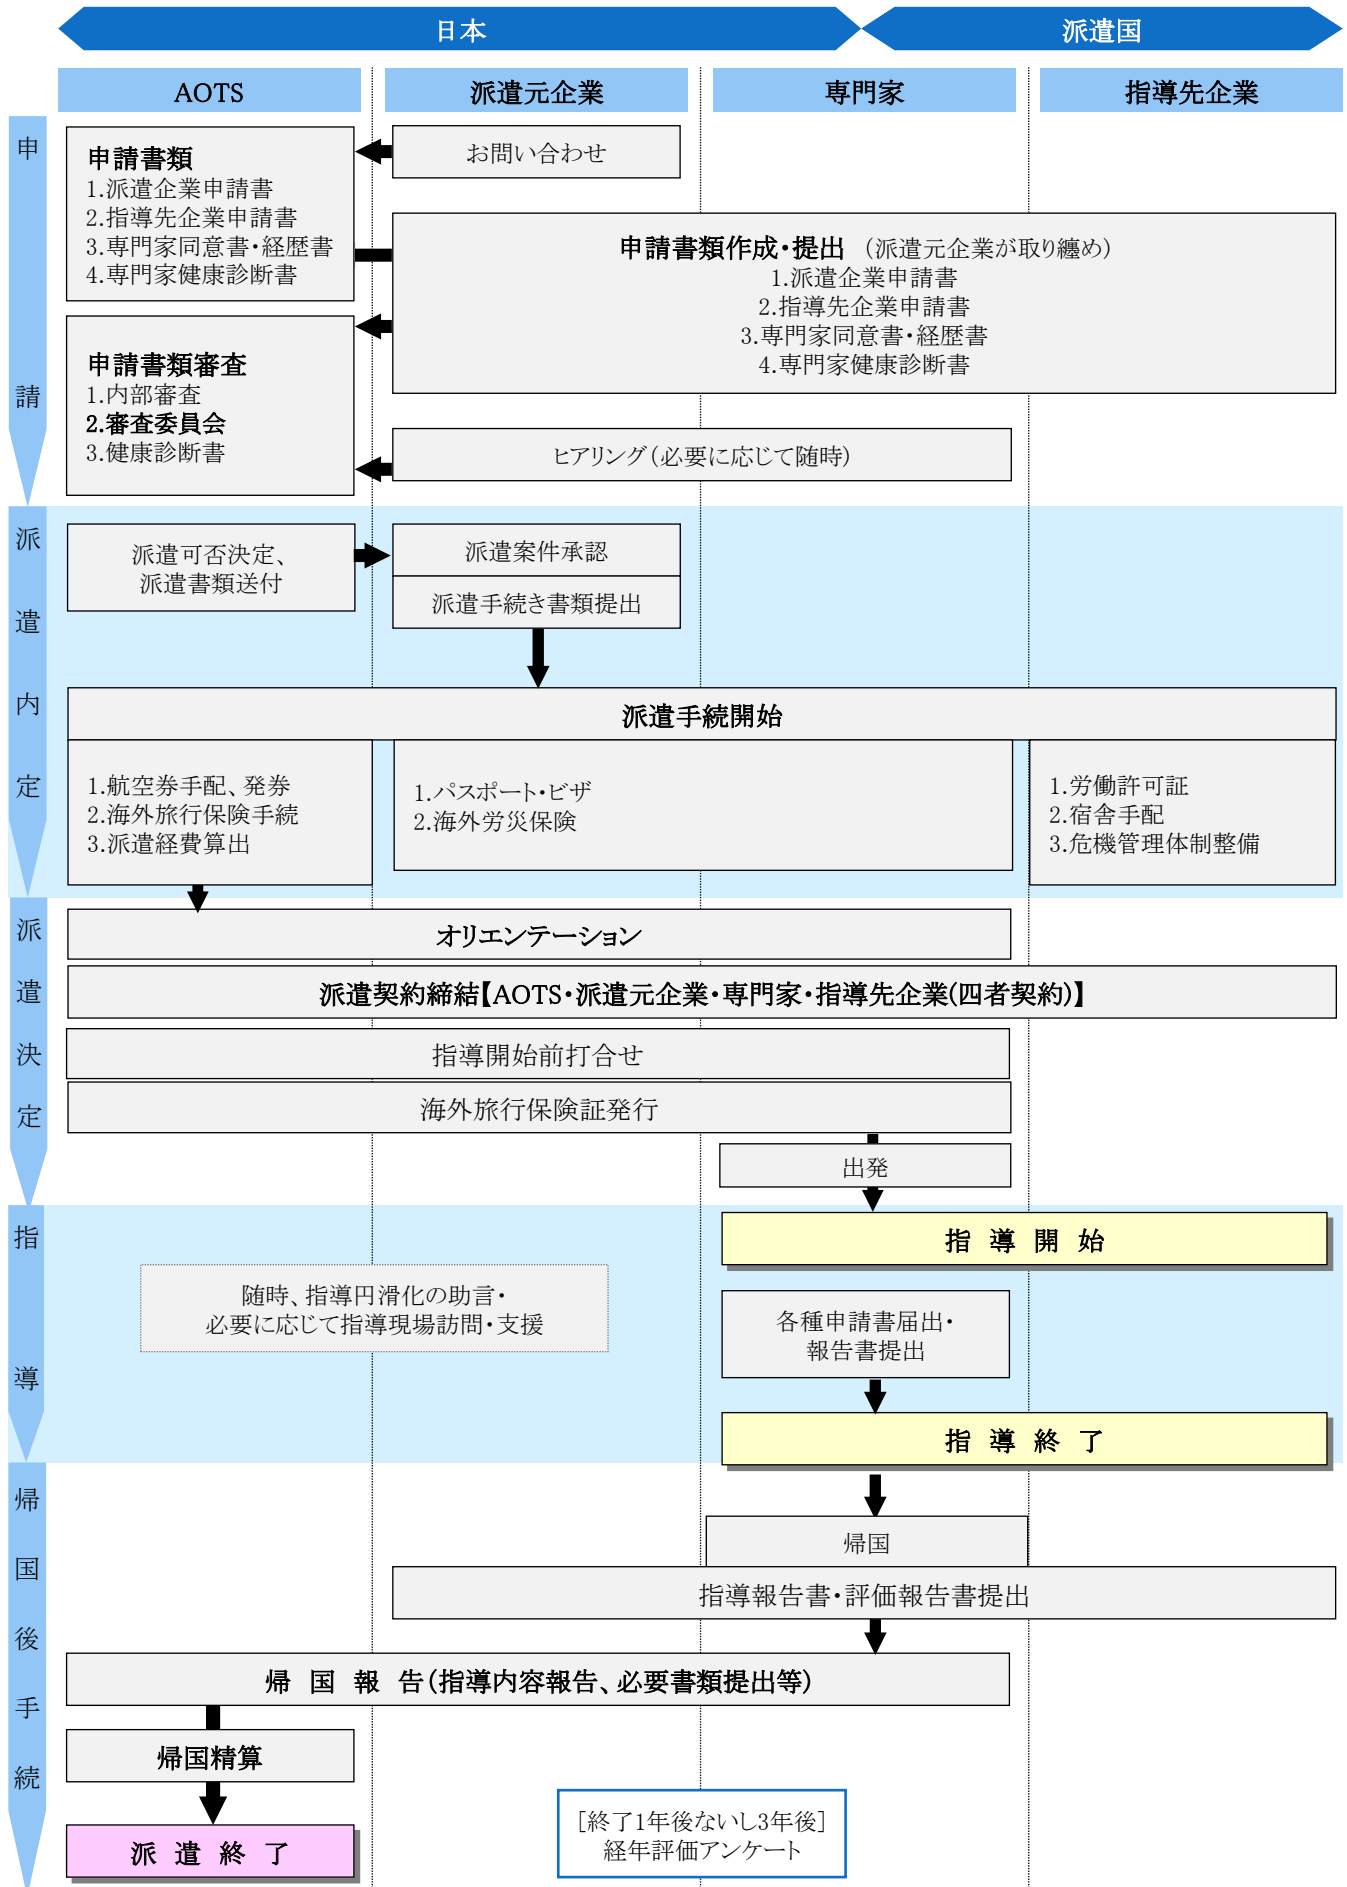 日本
派遣国
AOTS
派遣元企業
専門家
指導先企業
申請
お問い合わせ
申請書類
1.派遣企業申請書
2.指導先企業申請書
3.専門家同意書・経歴書
4.専門家健康診断書
申請書類作成・提出 （派遣元企業が取り纏め）
1.派遣企業申請書
2.指導先企業申請書
3.専門家同意書・経歴書
4.専門家健康診断書
申請書類審査
1.内部審査
2.審査委員会
3.健康診断書
ヒアリング（必要に応じて随時）
派遣内定
派遣可否決定、
派遣書類送付
派遣案件承認
派遣手続き書類提出
派遣手続開始
1.航空券手配、発券
2.海外旅行保険手続
3.派遣経費算出
1.パスポート・ビザ
2.海外労災保険
1.労働許可証
2.宿舎手配
3.危機管理体制整備
派遣決定
オリエンテーション
派遣契約締結【AOTS・派遣元企業・専門家・指導先企業(四者契約)】
指導開始前打合せ
海外旅行保険証発行
出発
指導
指 導 開 始
随時、指導円滑化の助言・
必要に応じて指導現場訪問・支援
各種申請書届出・
報告書提出
指 導 終 了
帰国後手続
帰国
指導報告書・評価報告書提出
帰 国 報 告（指導内容報告、必要書類提出等）
帰国精算
派 遣 終 了
［終了1年後ないし3年後］
経年評価アンケート